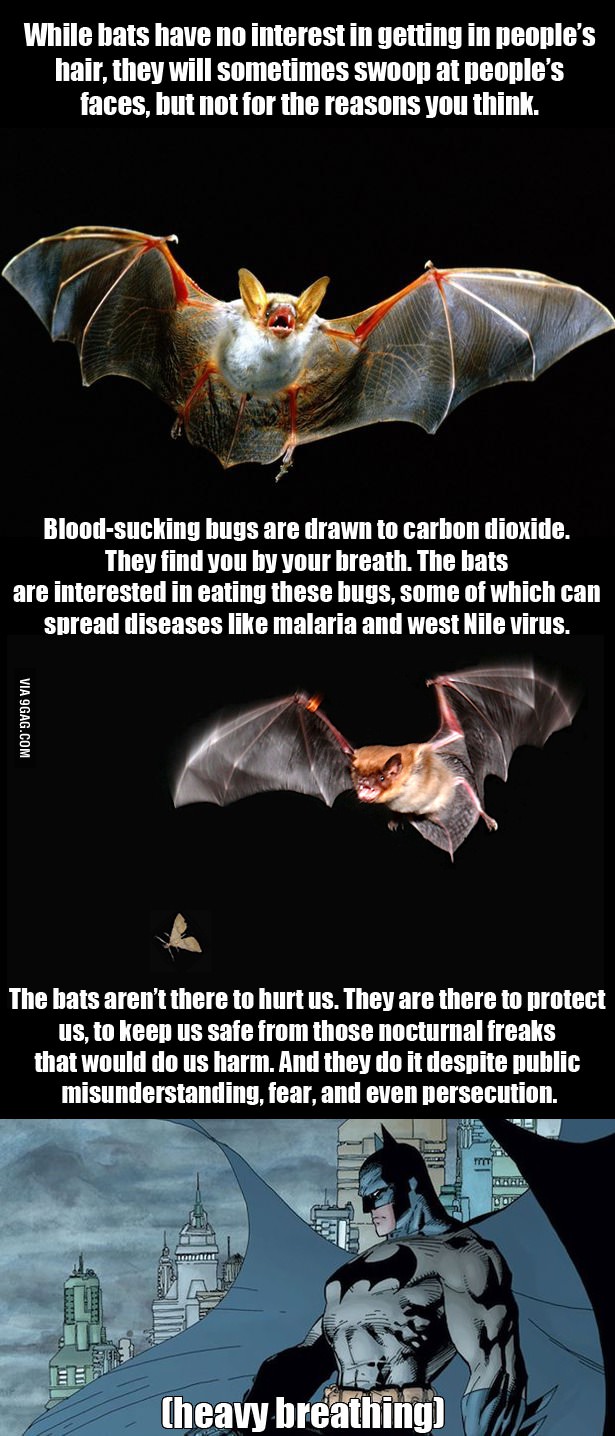 While bats have no interest in getting in people's
hair, they will sometimes swoop at people's
faces, but not for the reasons you think.
Blood-sucking bugs are drawn to carbon dioxide.
They find you by your breath. The bats
are interested in eating these bugs, some of which can
spread diseases like malaria and west Nile virus.
VIA 9GAG.COM
The bats aren't there to hurt us. They are there to protect
us, to keep us safe from those nocturnal freaks
that would do us harm. And they do it despite public
misunderstanding, fear, and even persecution.
(heavy breathing)